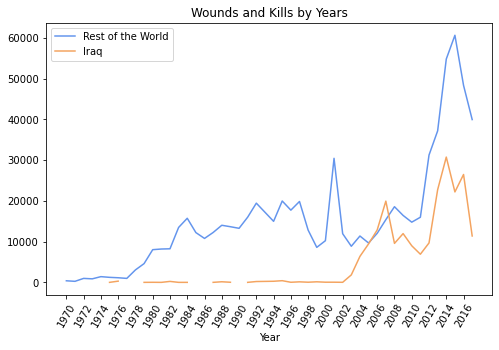 Wounds and Kills by Years
Rest of the World
Iraq
60000
50000
40000
30000
20000
10000
0
1970 1972 1974 1976 1978 1980 1982 1984 1986 1988 1990 1992 1994 1996 1998 2000 2002 2004 2006 2008 2010 2012 2014 2016
Year